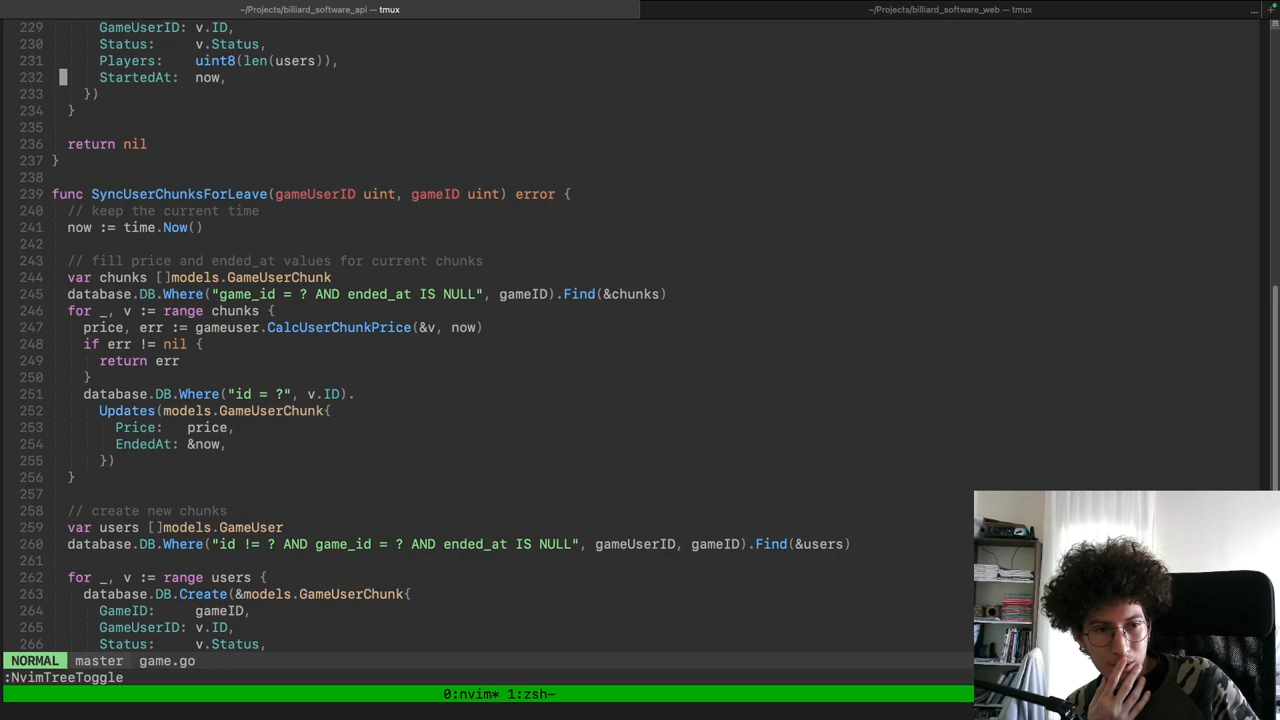 ~/Projects/billiard_software_api — tmux
~/Projects/billiard_software_web — tmux
...
+
229 GameUserID: v.ID,
230 Status: v.Status,
231 Players: uint8(len(users)),
232 StartedAt: now,
233 })
234 }
235
236 return nil
237 }
238
239 func SyncUserChunksForLeave(gameUserID uint, gameID uint) error {
240 // keep the current time
241 now := time.Now()
242
243 // fill price and ended_at values for current chunks
244 var chunks []models.GameUserChunk
245 database.DB.Where("game_id = ? AND ended_at IS NULL", gameID).Find(&chunks)
246 for _, v := range chunks {
247 price, err := gameuser.CalcUserChunkPrice(&v, now)
248 if err != nil {
249 return err
250 }
251 database.DB.Where("id = ?", v.ID).
252 Updates(models.GameUserChunk{
253 Price: price,
254 EndedAt: &now,
255 })
256 }
257
258 // create new chunks
259 var users []models.GameUser
260 database.DB.Where("id != ? AND game_id = ? AND ended_at IS NULL", gameUserID, gameID).Find(&users)
261
262 for _, v := range users {
263 database.DB.Create(&models.GameUserChunk{
264 GameID: gameID,
265 GameUserID: v.ID,
266 Status: v.Status,
NORMAL master game.go
:NvimTreeToggle
0:nvim* 1:zsh-